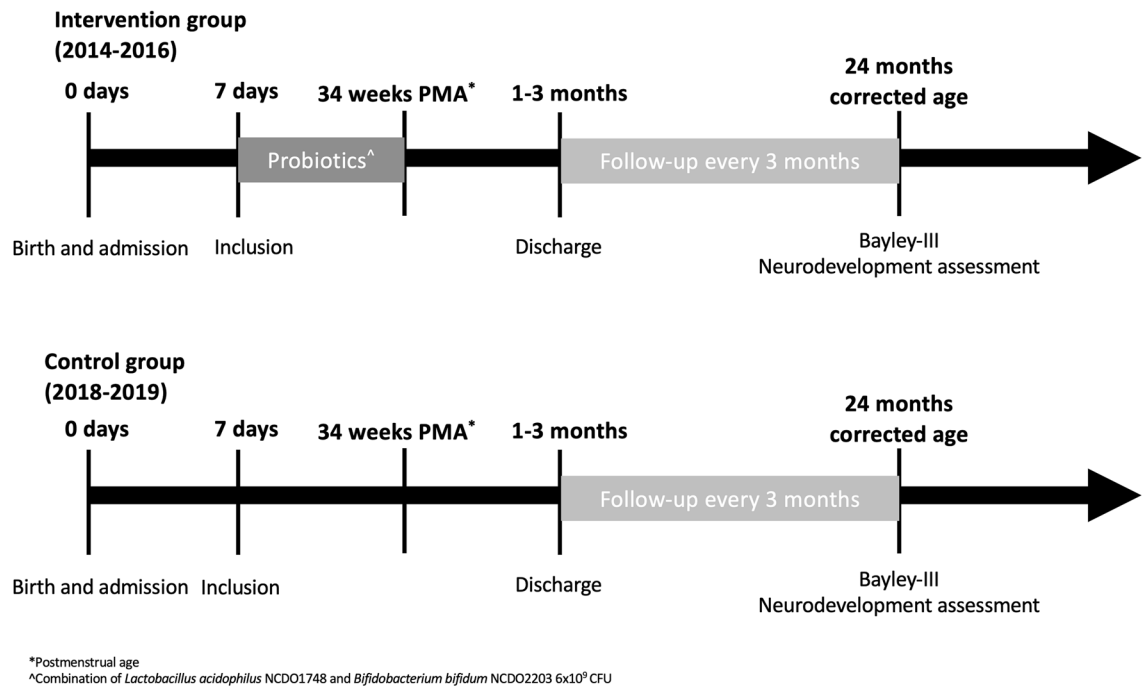 Intervention group
(2014-2016)
0 days
7 days
34 weeks PMA*
1-3 months
24 months
corrected age
Probiotics^
Follow-up every 3 months
Birth and admission
Inclusion
Discharge
Bayley-III
Neurodevelopment assessment
Control group
(2018-2019)
0 days
7 days
34 weeks PMA*
1-3 months
24 months
corrected age
Follow-up every 3 months
Birth and admission
Inclusion
Discharge
Bayley-III
Neurodevelopment assessment
*Postmenstrual age
^Combination of Lactobacillus acidophilus NCDO1748 and Bifidobacterium bifidum NCDO2203 6x10⁹ CFU